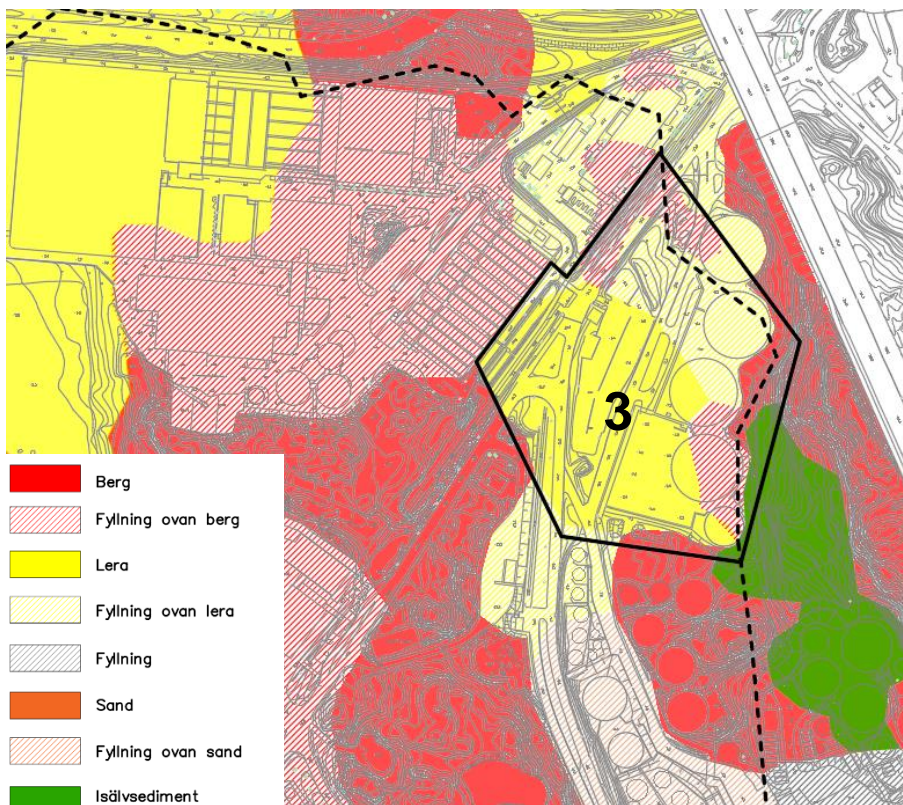 3
Berg
Fyllning ovan berg
Lera
Fyllning ovan lera
Fyllning
Sand
Fyllning ovan sand
Isälvsediment